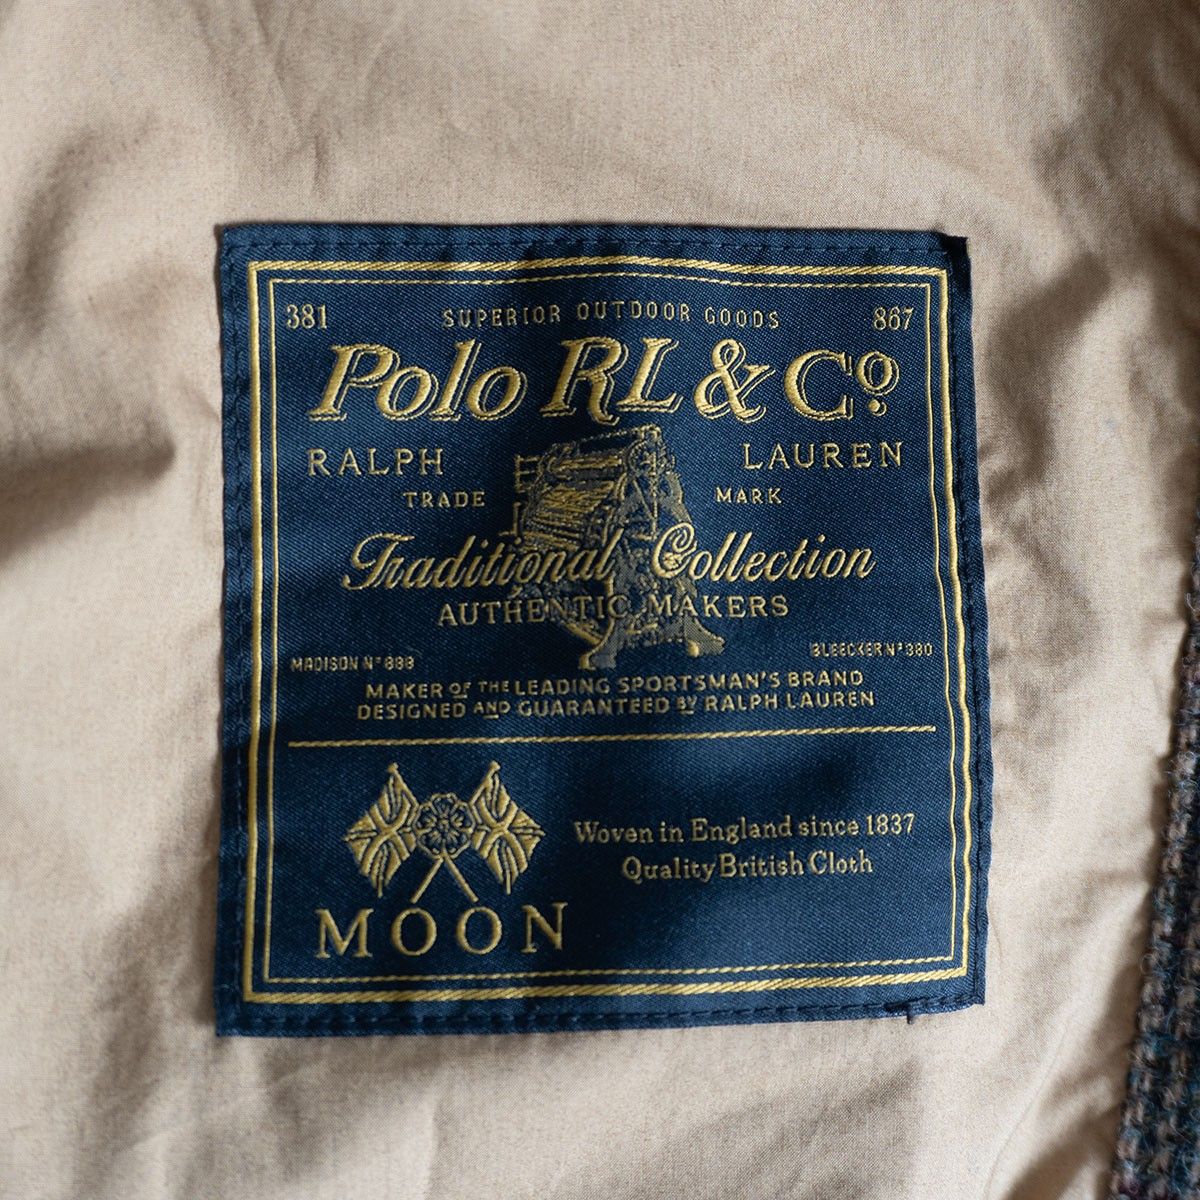 381 SUPERIOR OUTDOOR GOODS 867
Polo RL & Co.
RALPH LAUREN
TRADE MARK
Traditional Collection
AUTHENTIC MAKERS
MADISON Nº 888 BLEECKER Nº 380
MAKER OF THE LEADING SPORTSMAN'S BRAND
DESIGNED AND GUARANTEED BY RALPH LAUREN
Woven in England since 1837
Quality British Cloth
MOON